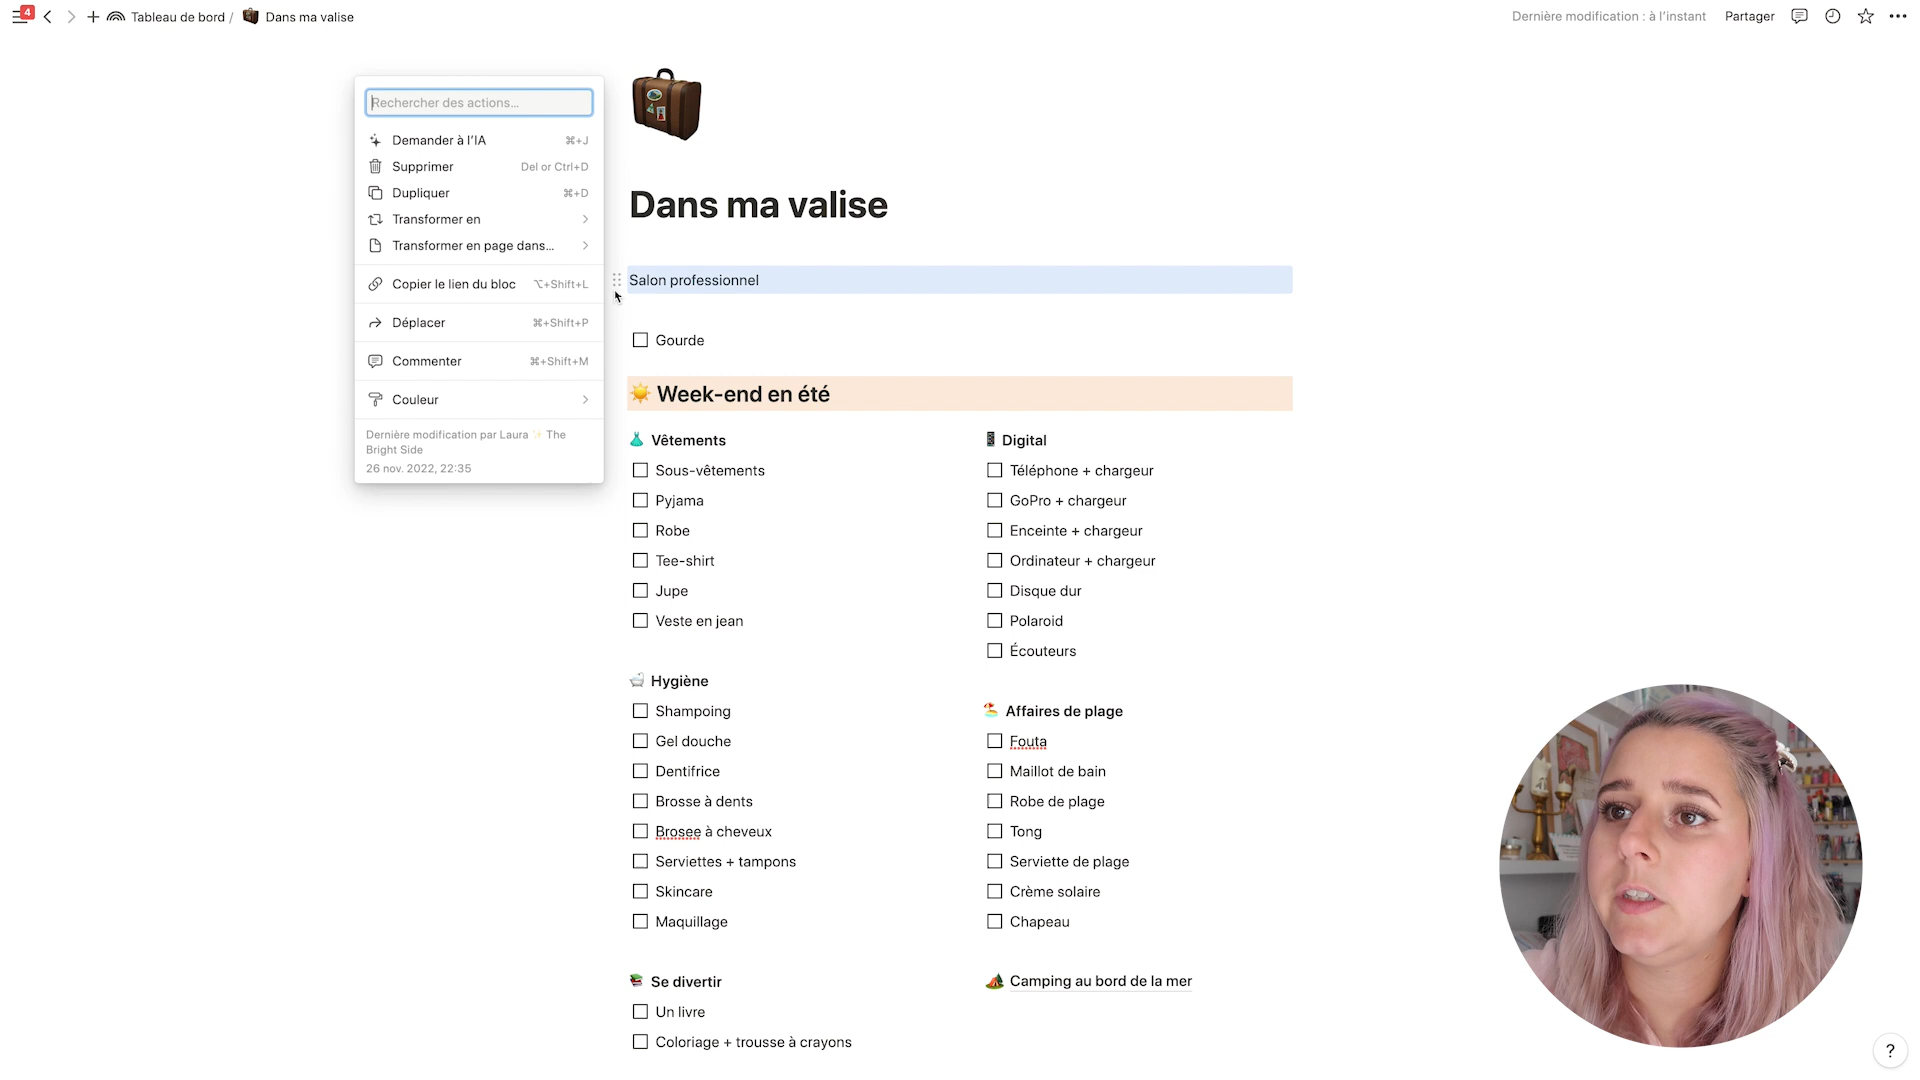 4
Tableau de bord / Dans ma valise
Dernière modification : à l'instant
Partager
Rechercher des actions...
Demander à l'IA ⌘+J
Supprimer Del or Ctrl+D
Dupliquer ⌘+D
Transformer en
Transformer en page dans...
Copier le lien du bloc ⌥+Shift+L
Déplacer ⌘+Shift+P
Commenter ⌘+Shift+M
Couleur
Dernière modification par Laura ✨ The
Bright Side
26 nov. 2022, 22:35
Dans ma valise
Salon professionnel
Gourde
Week-end en été
Vêtements
Sous-vêtements
Pyjama
Robe
Tee-shirt
Jupe
Veste en jean
Hygiène
Shampoing
Gel douche
Dentifrice
Brosse à dents
Brosee à cheveux
Serviettes + tampons
Skincare
Maquillage
Se divertir
Un livre
Coloriage + trousse à crayons
Digital
Téléphone + chargeur
GoPro + chargeur
Enceinte + chargeur
Ordinateur + chargeur
Disque dur
Polaroid
Écouteurs
Affaires de plage
Fouta
Maillot de bain
Robe de plage
Tong
Serviette de plage
Crème solaire
Chapeau
Camping au bord de la mer
?